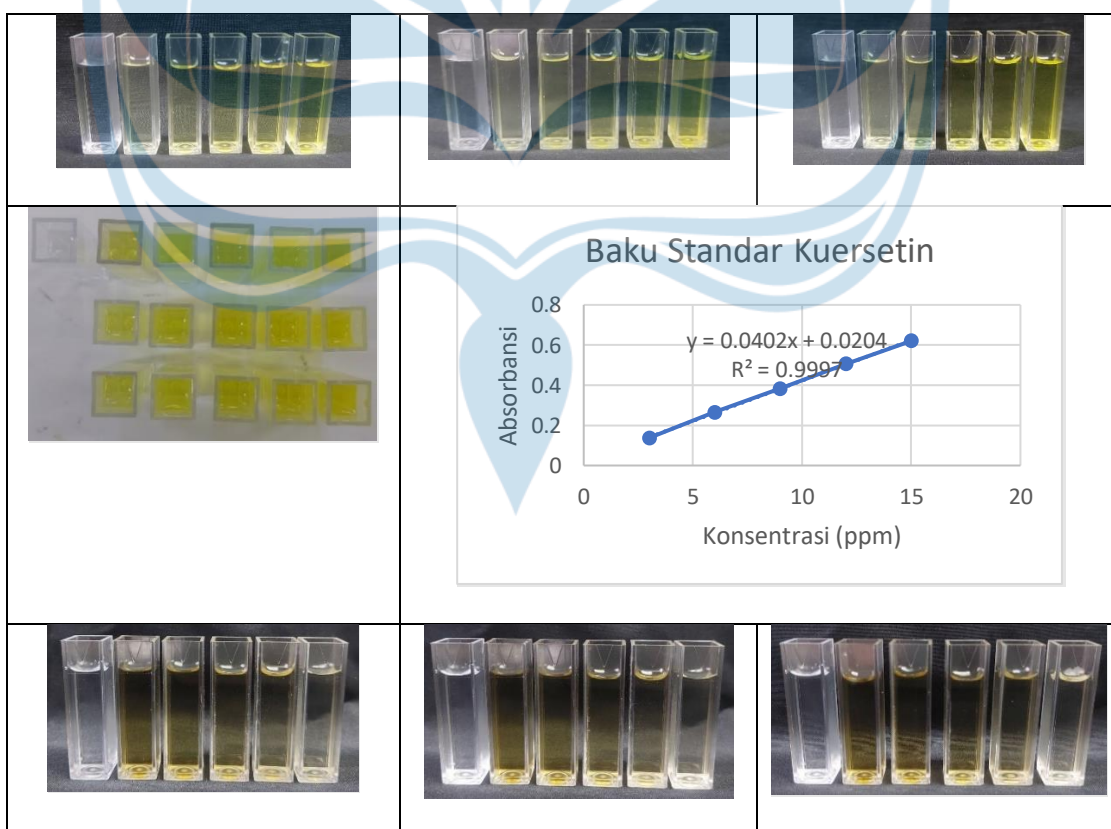 Baku Standar Kuersetin
0.8
y = 0.0402x + 0.0204
0.6
R² = 0.9997
0.4
0.2
0
Absorbansi
0
5
10
15
20
Konsentrasi (ppm)